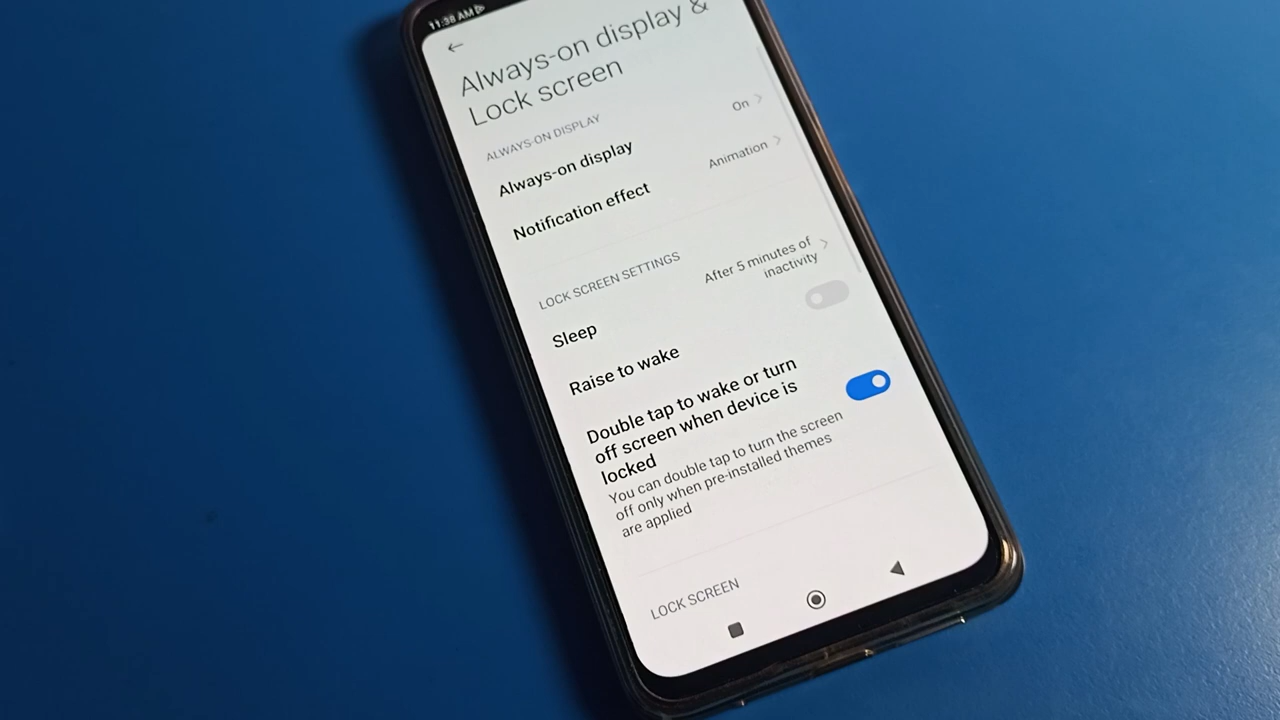 11:38 AM
Always-on display &
Lock screen
ALWAYS-ON DISPLAY
Always-on display
On
Notification effect
Animation
LOCK SCREEN SETTINGS
Sleep
After 5 minutes of
inactivity
Raise to wake
Double tap to wake or turn
off screen when device is
locked
You can double tap to turn the screen
off only when pre-installed themes
are applied
LOCK SCREEN